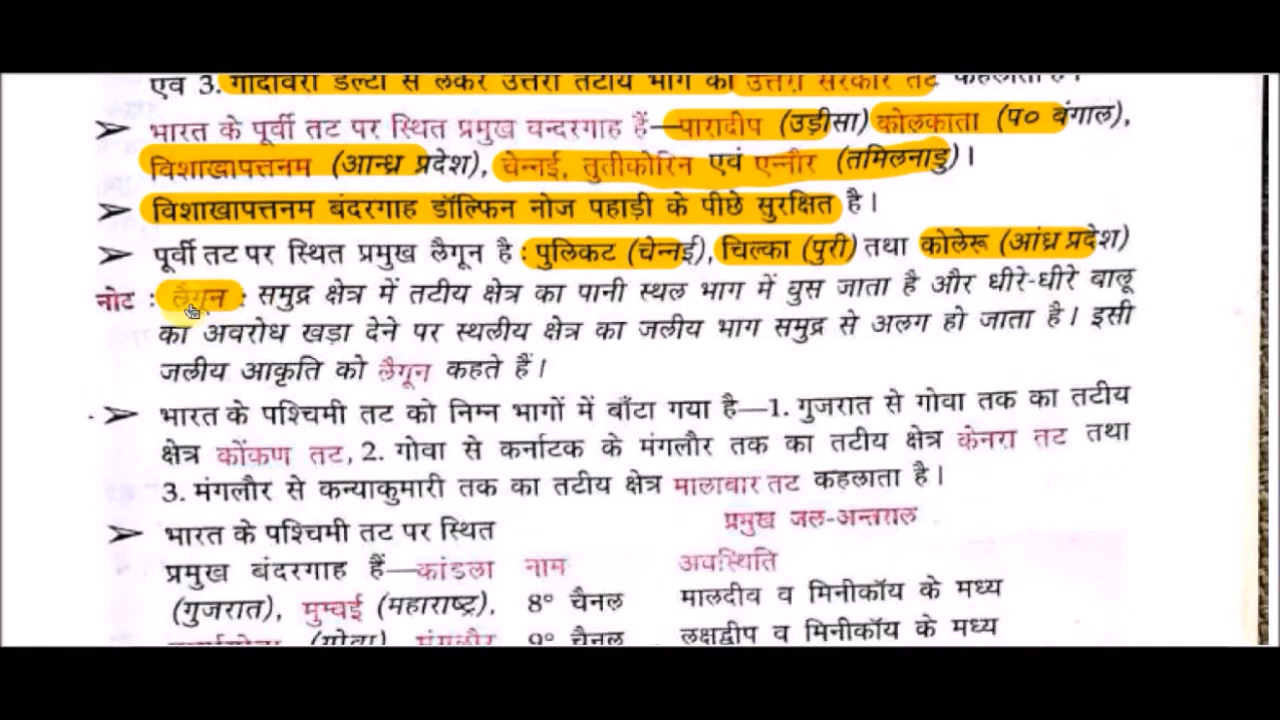 एवं 3. गोदावरी डेल्टा से लेकर उत्तरी तटीय भाग को उत्तरी सरकार तट कहलाता है।
➢ भारत के पूर्वी तट पर स्थित प्रमुख वन्दरगाह हैं—पारादीप (उड़ीसा) कोलकाता (प० बंगाल),
विशाखापत्तनम (आन्ध्र प्रदेश), चेन्नई, तुतीकोरिन एवं एन्नौर (तमिलनाडु)।
➢ विशाखापत्तनम बंदरगाह डॉल्फिन नोज पहाड़ी के पीछे सुरक्षित है।
➢ पूर्वी तट पर स्थित प्रमुख लैगून है : पुलिकट (चेन्नई), चिल्का (पुरी) तथा कोलेरू (आंध्र प्रदेश)
नोट : लैगून : समुद्र क्षेत्र में तटीय क्षेत्र का पानी स्थल भाग में घुस जाता है और धीरे-धीरे बालू
का अवरोध खड़ा देने पर स्थलीय क्षेत्र का जलीय भाग समुद्र से अलग हो जाता है। इसी
जलीय आकृति को लैगून कहते हैं।
➢ भारत के पश्चिमी तट को निम्न भागों में बाँटा गया है—1. गुजरात से गोवा तक का तटीय
क्षेत्र कोंकण तट, 2. गोवा से कर्नाटक के मंगलौर तक का तटीय क्षेत्र केनरा तट तथा
3. मंगलौर से कन्याकुमारी तक का तटीय क्षेत्र मालाबार तट कहलाता है।
➢ भारत के पश्चिमी तट पर स्थित
प्रमुख बंदरगाह हैं—कांडला
(गुजरात), मुम्बई (महाराष्ट्र),
(गोवा) मंगलौर
प्रमुख जल-अन्तराल
नाम अवस्थिति
8° चैनल मालदीव व मिनीकॉय के मध्य
9° चैनल लक्षद्वीप व मिनीकॉय के मध्य